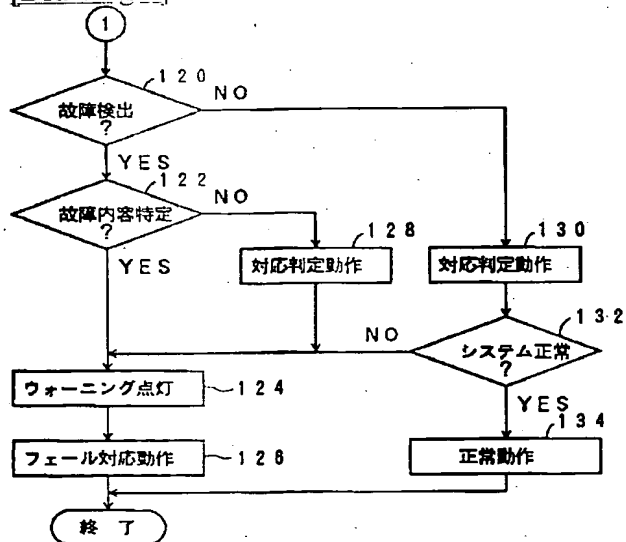 1
120
故障検出
?
NO
YES
122
故障内容特定
?
NO
YES
128
対応判定動作
130
対応判定動作
132
システム正常
?
NO
YES
ウォーニング点灯
124
134
正常動作
フェール対応動作
126
終了